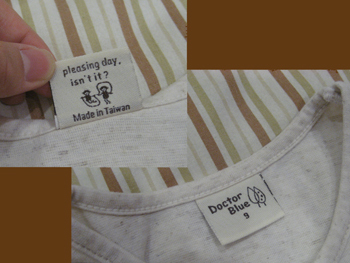 pleasing day.
isn't it?
Made in Taiwan
Doctor
Blue
9